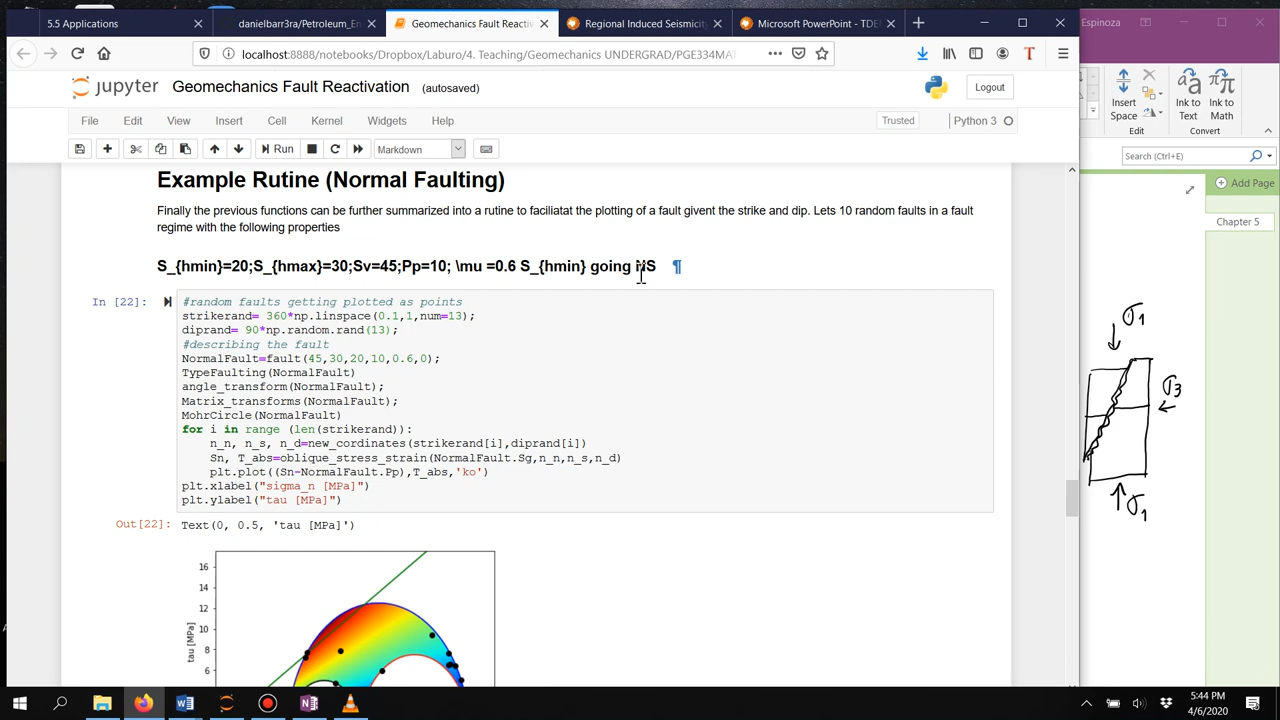 5.5 Applications
danielbarr3ra/Petroleum_En
Geomechanics Fault Reactiv
Regional Induced Seismicity
Microsoft PowerPoint - TDE
Espinoza
localhost:8888/notebooks/Dropbox/Laburo/4. Teaching/Geomechanics UNDERGRAD/PGE334MAT
jupyter Geomechanics Fault Reactivation (autosaved)
Logout
File Edit View Insert Cell Kernel Widgets Help
Trusted
Python 3
Run
Markdown
Insert Space
Ink to Text
Ink to Math
Edit
Convert
Search (Ctrl+E)
Add Page
Chapter 5
Example Rutine (Normal Faulting)
Finally the previous functions can be further summarized into a rutine to faciliatat the plotting of a fault givent the strike and dip. Lets 10 random faults in a fault
regime with the following properties
S_{hmin}=20;S_{hmax}=30;Sv=45;Pp=10; \mu =0.6 S_{hmin} going NS ¶
In [22]:
#random faults getting plotted as points
strikerand= 360*np.linspace(0.1,1,num=13);
diprand= 90*np.random.rand(13);
#describing the fault
NormalFault=fault(45,30,20,10,0.6,0);
TypeFaulting(NormalFault)
angle_transform(NormalFault);
Matrix_transforms(NormalFault);
MohrCircle(NormalFault)
for i in range (len(strikerand)):
n_n, n_s, n_d=new_cordinates(strikerand[i],diprand[i])
Sn, T_abs=oblique_stress_strain(NormalFault.Sg,n_n,n_s,n_d)
plt.plot((Sn-NormalFault.Pp),T_abs,'ko')
plt.xlabel("sigma_n [MPa]")
plt.ylabel("tau [MPa]")
Out[22]: Text(0, 0.5, 'tau [MPa]')
16
14
12
10
8
6
tau [MPa]
σ1
σ3
σ1
5:44 PM
4/6/2020